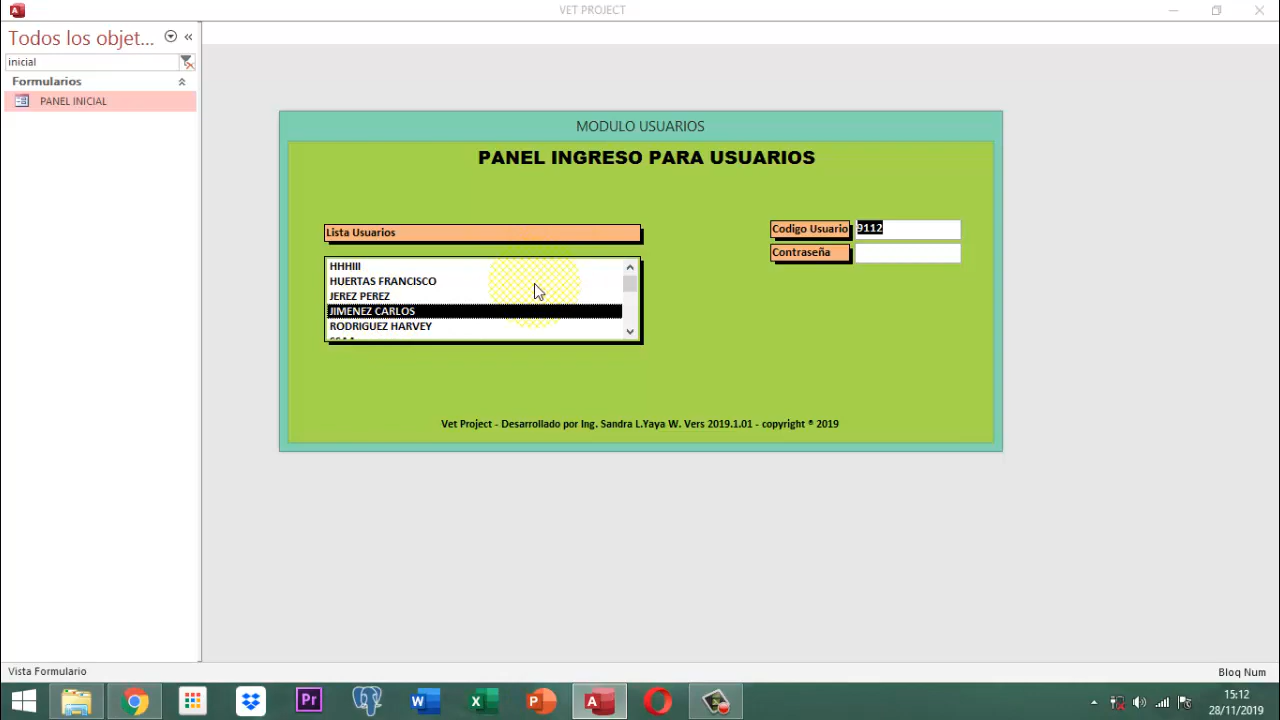 VET PROJECT
Todos los objet...
inicial
Formularios
PANEL INICIAL
MODULO USUARIOS
PANEL INGRESO PARA USUARIOS
Lista Usuarios
HHHIII
HUERTAS FRANCISCO
JEREZ PEREZ
JIMENEZ CARLOS
RODRIGUEZ HARVEY
Codigo Usuario 9112
Contraseña
Vet Project - Desarrollado por Ing. Sandra L.Yaya W. Vers 2019.1.01 - copyright ® 2019
Vista Formulario
Bloq Num
15:12
28/11/2019